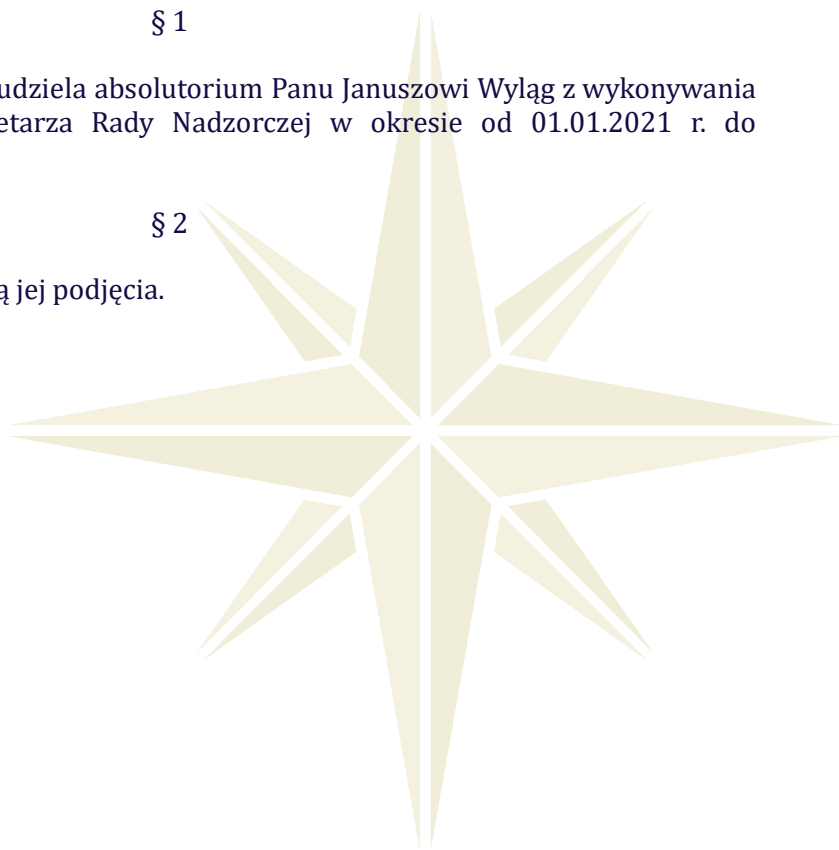 § 1
udziela absolutorium Panu Januszowi Wyląg z wykonywania
etarza Rady Nadzorczej w okresie od 01.01.2021 r. do
§ 2
ą jej podjęcia.